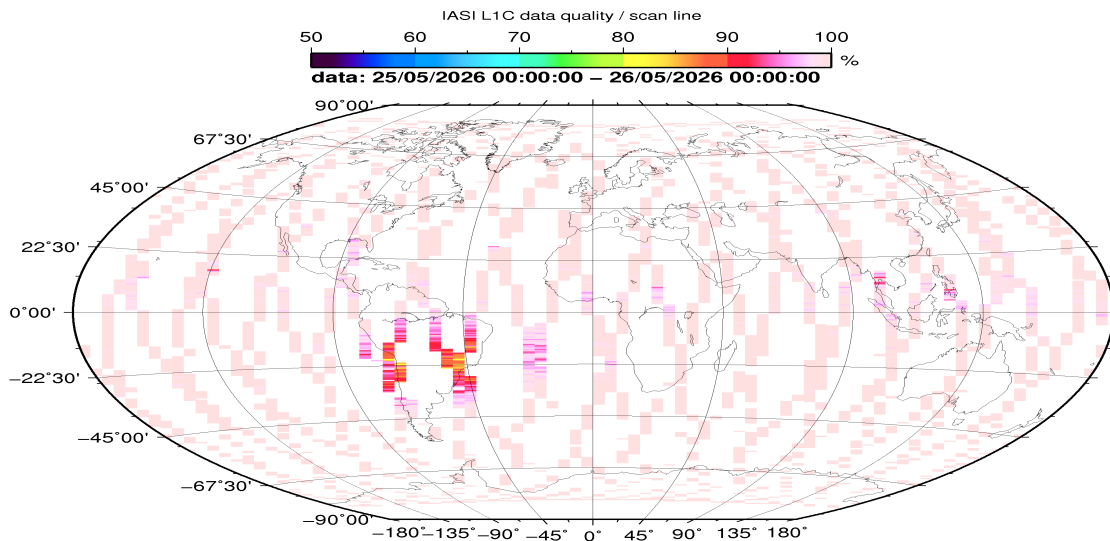 IASI L1C data quality / scan line
50 60 70 80 90 100
%
data: 25/05/2026 00:00:00 – 26/05/2026 00:00:00
90°00'
67°30'
45°00'
22°30'
0°00'
−22°30'
−45°00'
−67°30'
−90°00'
−180° −135° −90° −45° 0° 45° 90° 135° 180°